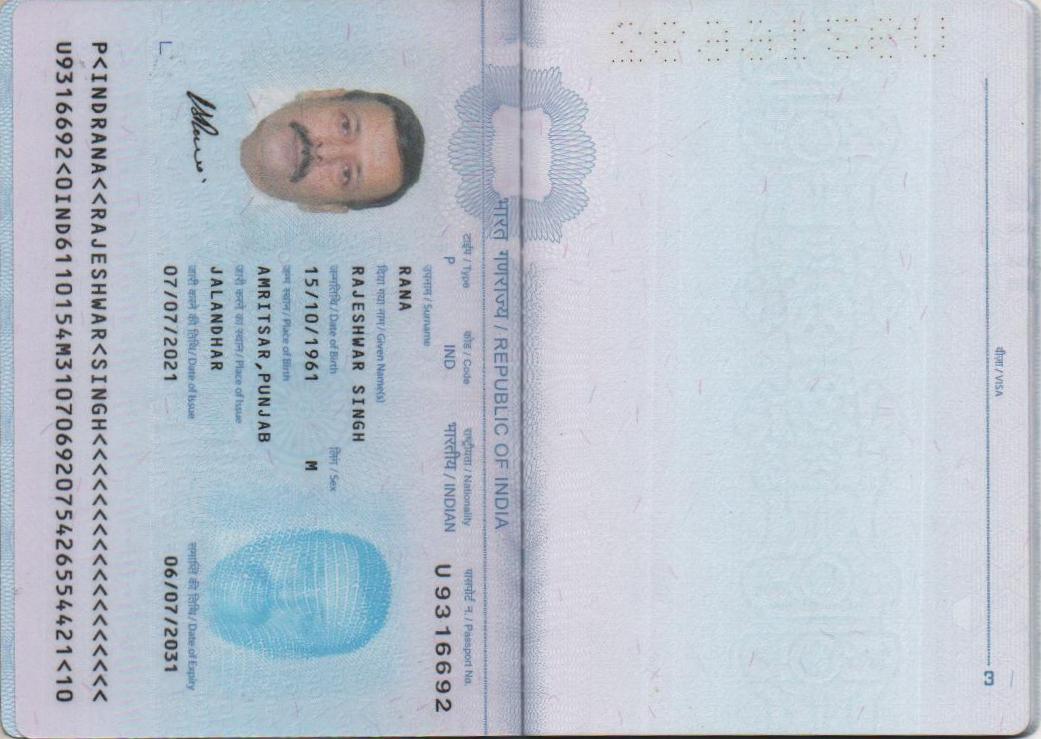 वीज़ा / VISA
3
भारत गणराज्य / REPUBLIC OF INDIA
टाईप / Type
कोड / Code
राष्ट्रीयता / Nationality
पासपोर्ट न. / Passport No.
P
IND
भारतीय / INDIAN
U9316692
उपनाम / Surname
RANA
दिया गया नाम / Given Name(s)
RAJESHWAR SINGH
जन्मतिथि / Date of Birth
लिंग / Sex
15/10/1961
M
जन्म स्थान / Place of Birth
AMRITSAR,PUNJAB
जारी करने का स्थान / Place of Issue
JALANDHAR
जारी करने की तिथि / Date of Issue
समाप्ति की तिथि / Date of Expiry
07/07/2021
06/07/2031
P<INDRANA<<RAJESHWAR<SINGH<<<<<<<<<<<<<<<<<<
U9316692<0IND6110154M31070692075426554421<10